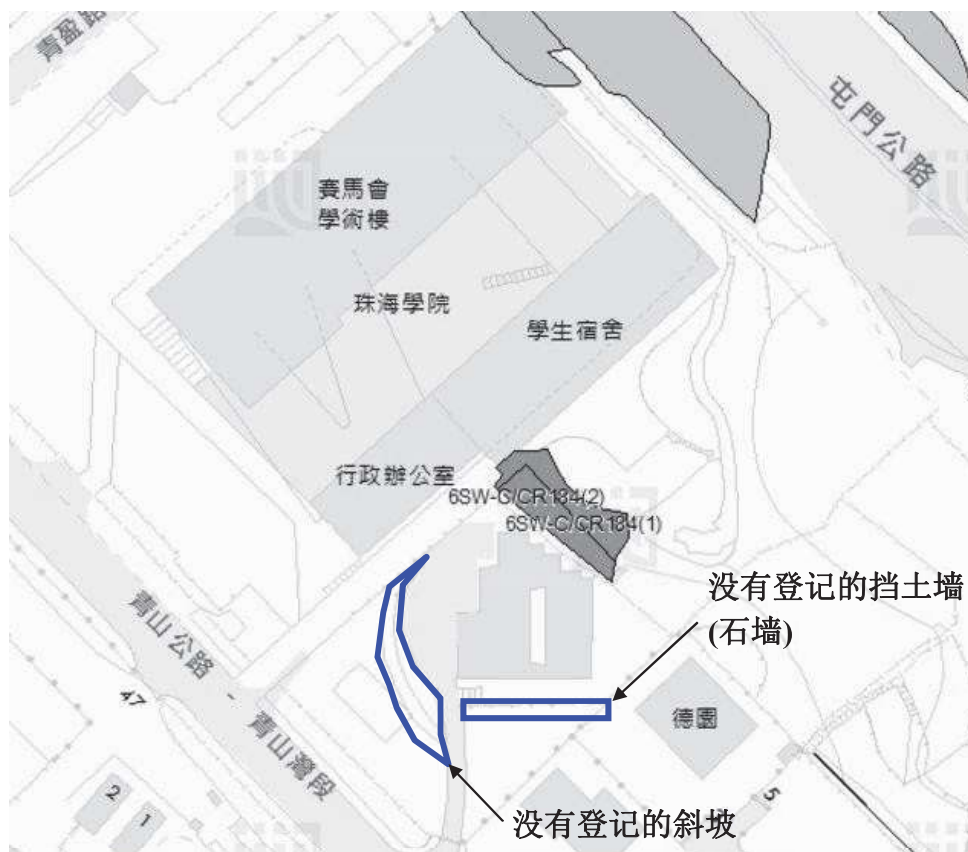 青盈路
屯門公路
賽馬會
學術樓
珠海學院
學生宿舍
行政辦公室
6SW-C/CR184(2)
6SW-C/CR184(1)
没有登记的挡土墙
(石墙)
青山公路 - 青山灣段
47
德園
2
1
5
没有登记的斜坡